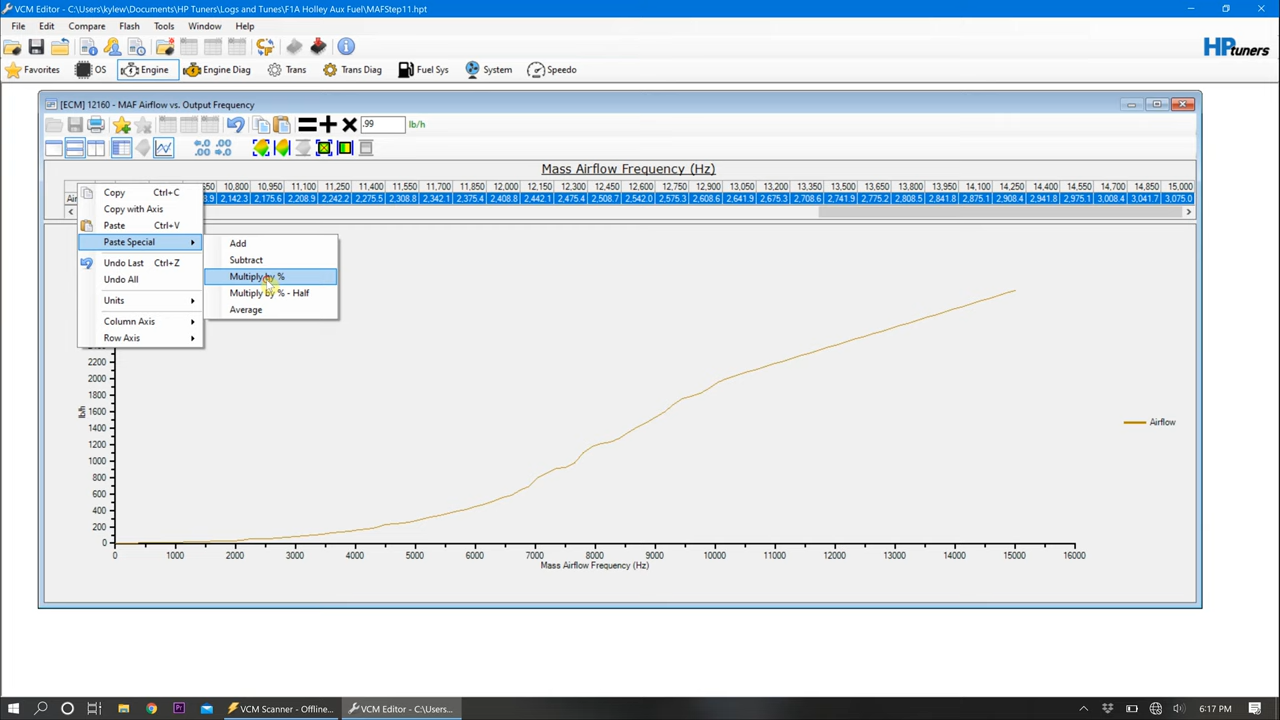 VCM Editor - C:\Users\kylew\Documents\HP Tuners\Logs and Tunes\F1A Holley Aux Fuel\MAFStep11.hpt
File Edit Compare Flash Tools Window Help
HPtuners
Favorites OS Engine Engine Diag Trans Trans Diag Fuel Sys System Speedo
[ECM] 12160 - MAF Airflow vs. Output Frequency
.99 lb/h
Mass Airflow Frequency (Hz)
10,800 10,950 11,100 11,250 11,400 11,550 11,700 11,850 12,000 12,150 12,300 12,450 12,600 12,750 12,900 13,050 13,200 13,350 13,500 13,650 13,800 13,950 14,100 14,250 14,400 14,550 14,700 14,850 15,000
2,142.3 2,175.6 2,208.9 2,242.2 2,275.5 2,308.9 2,342.2 2,375.5 2,408.8 2,442.1 2,475.4 2,508.7 2,542.0 2,575.3 2,608.6 2,641.9 2,675.3 2,708.6 2,741.9 2,775.2 2,808.5 2,841.8 2,875.1 2,908.4 2,941.7 2,975.0 3,008.4 3,041.7 3,075.0
Copy Ctrl+C
Copy with Axis
Paste Ctrl+V
Paste Special
Undo Last Ctrl+Z
Undo All
Units
Column Axis
Row Axis
Add
Subtract
Multiply by %
Multiply by % - Half
Average
2200
2000
1800
1600
1400
1200
1000
800
600
400
200
0
lb/h
0 1000 2000 3000 4000 5000 6000 7000 8000 9000 10000 11000 12000 13000 14000 15000 16000
Mass Airflow Frequency (Hz)
Airflow
VCM Scanner - Offline... VCM Editor - C:\Users... 6:17 PM